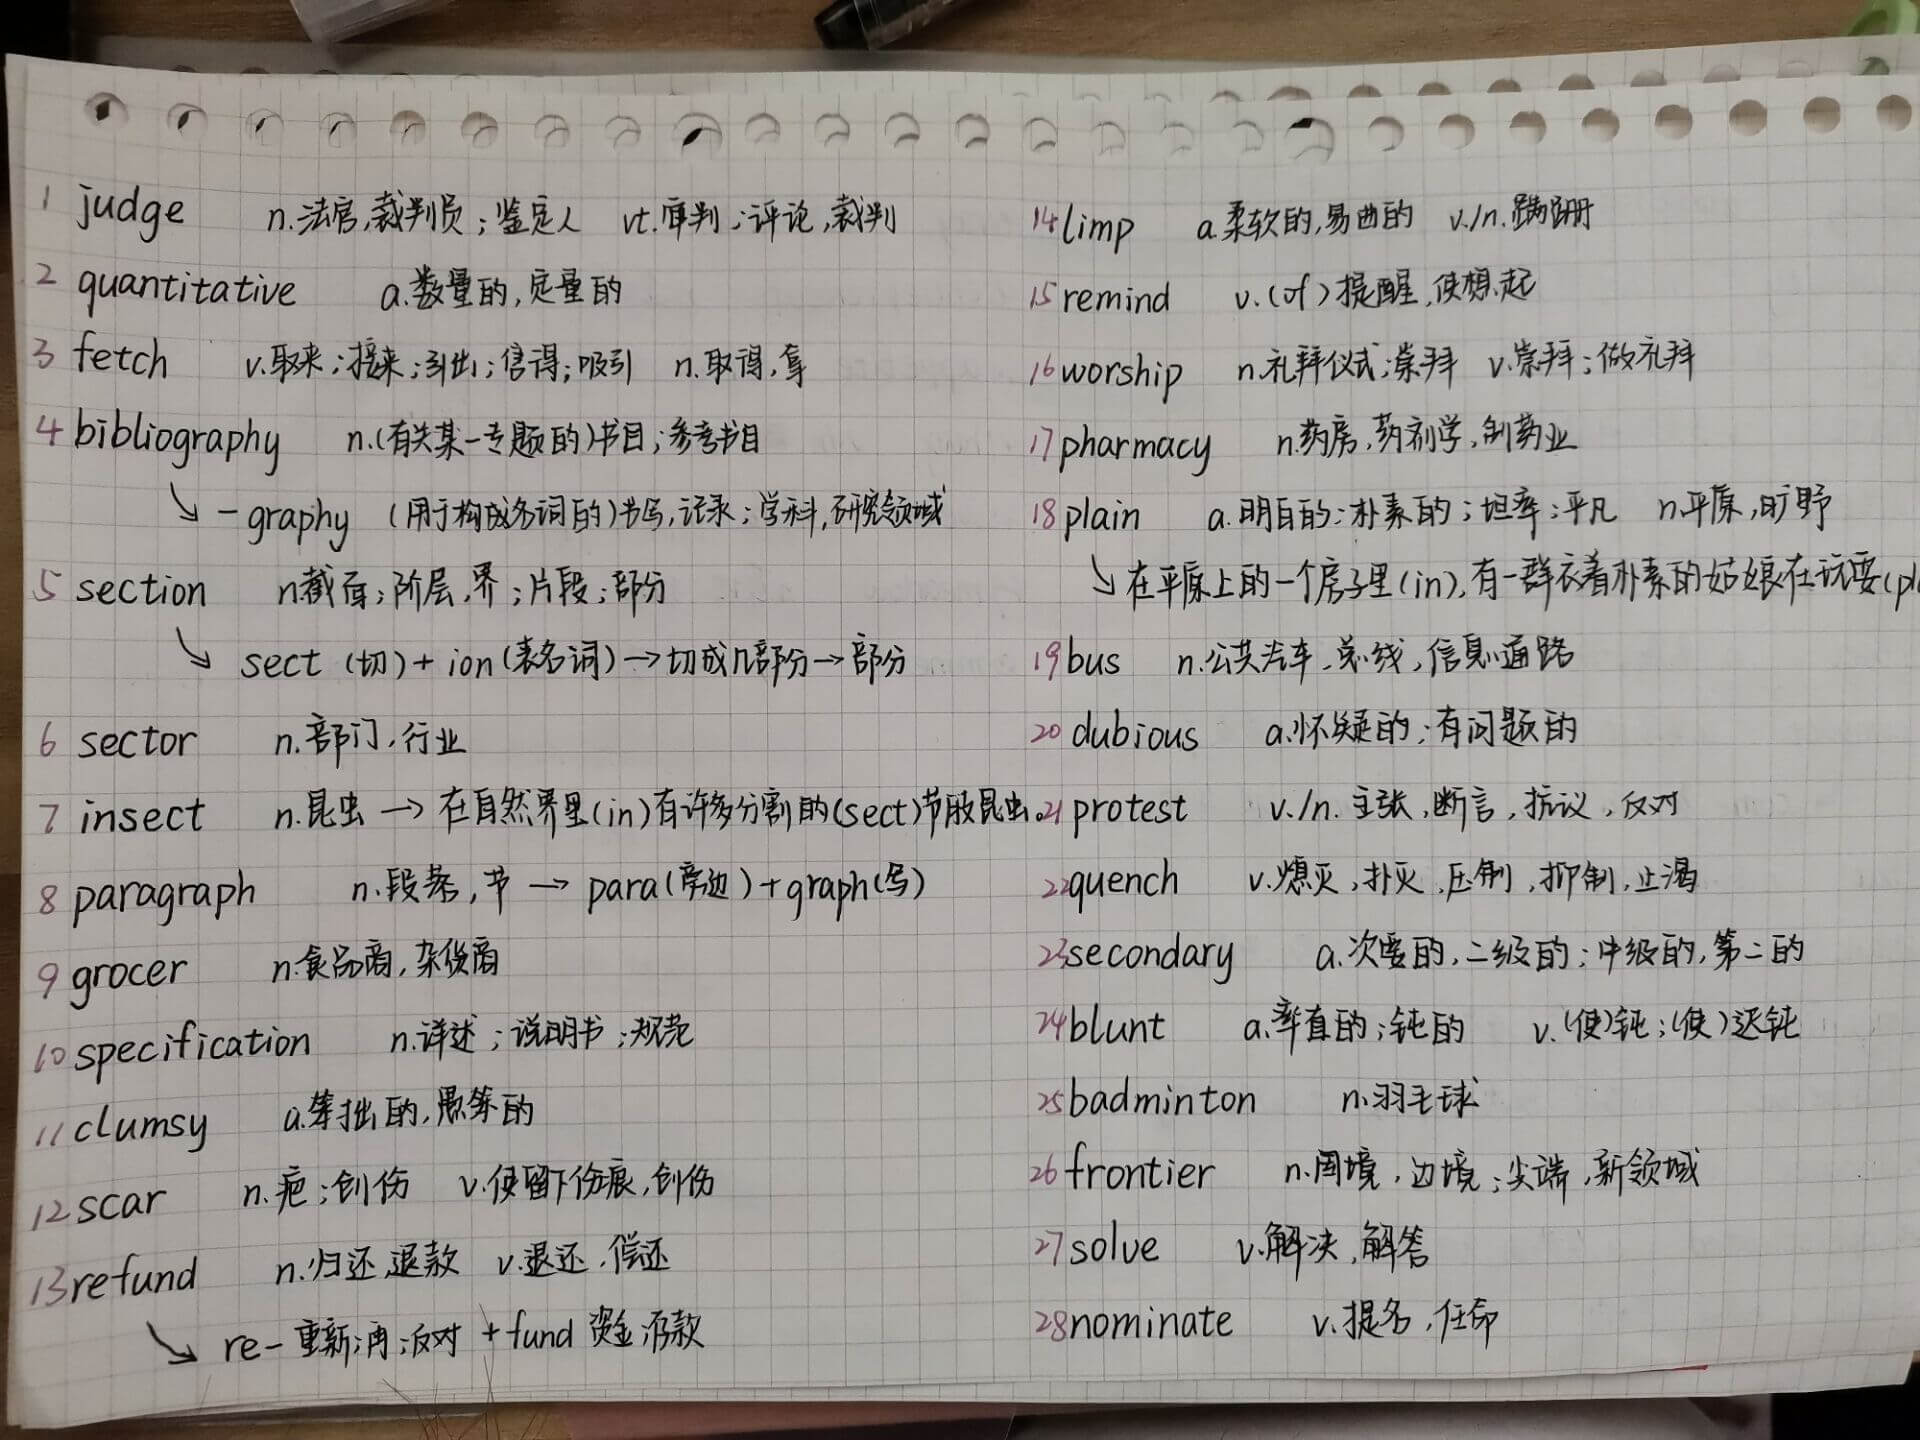 1 judge n.法官,裁判员;鉴定人 vt.审判;评论,裁判
2 quantitative a.数量的,定量的
3 fetch v.取来;接来;引出;售得;吸引 n.取得,拿
4 bibliography n.(有关某一专题的)书目;参考书目
↘ -graphy (用于构成名词的)书写,记录;学科,研究领域
5 section n截面;阶层,界;片段;部分
↘ sect (切)+ion(表名词)→切成几部分→部分
6 sector n.部门,行业
7 insect n.昆虫 → 在自然界里(in)有许多分割的(sect)节肢昆虫。
8 paragraph n.段落,节 → para(旁边)+graph(写)
9 grocer n.食品商,杂货商
10 specification n.详述;说明书;规范
11 clumsy a.笨拙的,愚笨的
12 scar n.疤;创伤 v.使留下伤痕,创伤
13 refund n.归还,退款 v.退还,偿还
↘ re-重新;再;反对 +fund 资金,存款
14 limp a.柔软的,易曲的 v./n.蹒跚
15 remind v.(of)提醒,使想起
16 worship n.礼拜仪式;崇拜 v.崇拜;做礼拜
17 pharmacy n.药房,药剂学,制药业
18 plain a.明白的;朴素的;坦率;平凡 n.平原,旷野
↘ 在平原上的一个房子里(in),有一群衣着朴素的姑娘在玩耍(pl
19 bus n.公共汽车,总线,信息通路
20 dubious a.怀疑的;有问题的
21 protest v./n. 主张,断言,抗议,反对
22 quench v.熄灭,扑灭,压制,抑制,止渴
23 secondary a.次要的,二级的;中级的,第二的
24 blunt a.率直的;钝的 v.(使)钝;(使)迟钝
25 badminton n.羽毛球
26 frontier n.国境,边境;尖端,新领域
27 solve v.解决,解答
28 nominate v.提名,任命